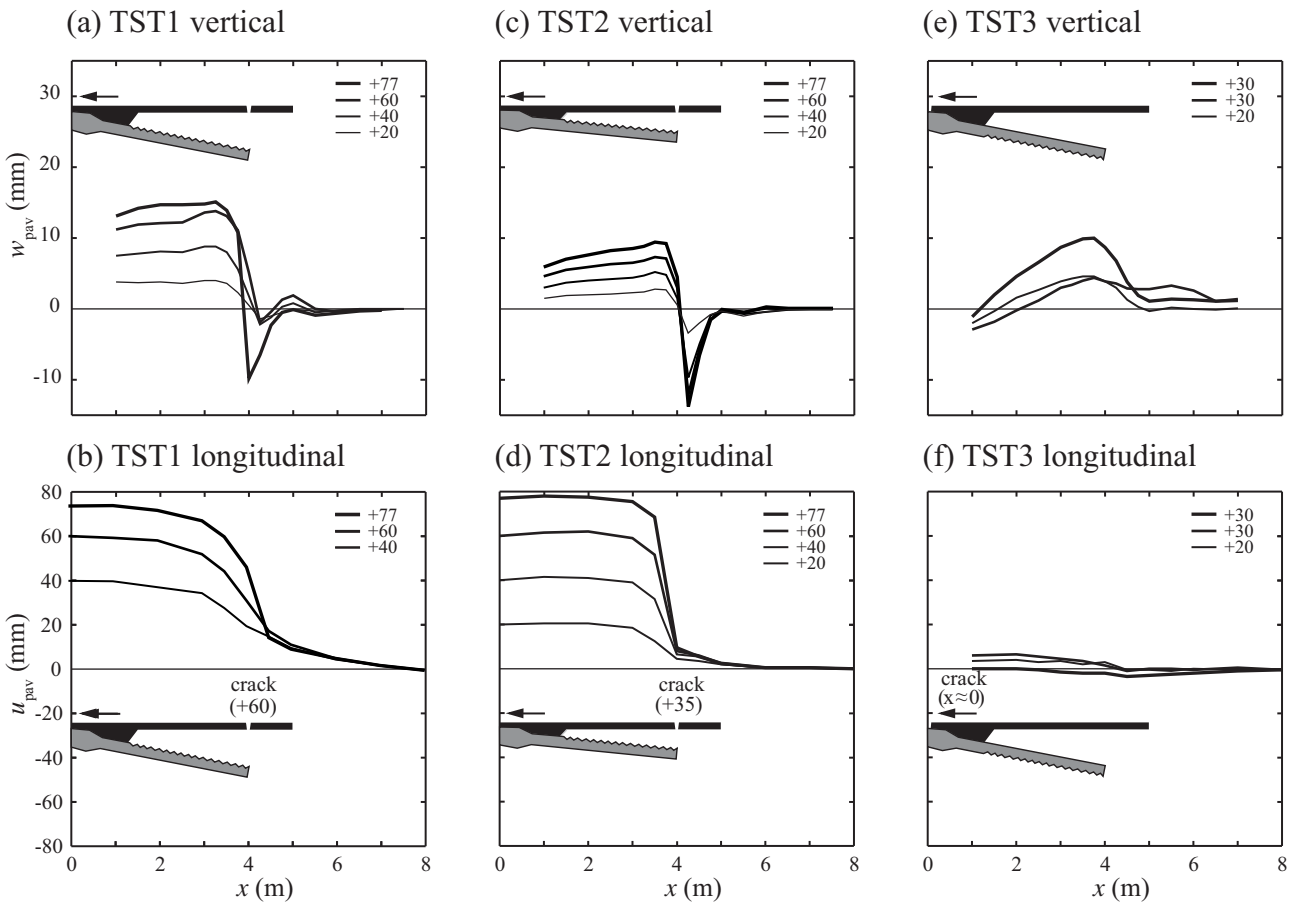 (a) TST1 vertical
(c) TST2 vertical
(e) TST3 vertical
+77
+60
+40
+20
+77
+60
+40
+20
+30
+30
+20
30
20
10
0
-10
w_pav (mm)
(b) TST1 longitudinal
(d) TST2 longitudinal
(f) TST3 longitudinal
+77
+60
+40
+77
+60
+40
+20
+30
+30
+20
80
60
40
20
0
-20
-40
-60
-80
u_pav (mm)
crack
(+60)
crack
(+35)
crack
(x≈0)
0 2 4 6 8
0 2 4 6 8
0 2 4 6 8
x (m)
x (m)
x (m)